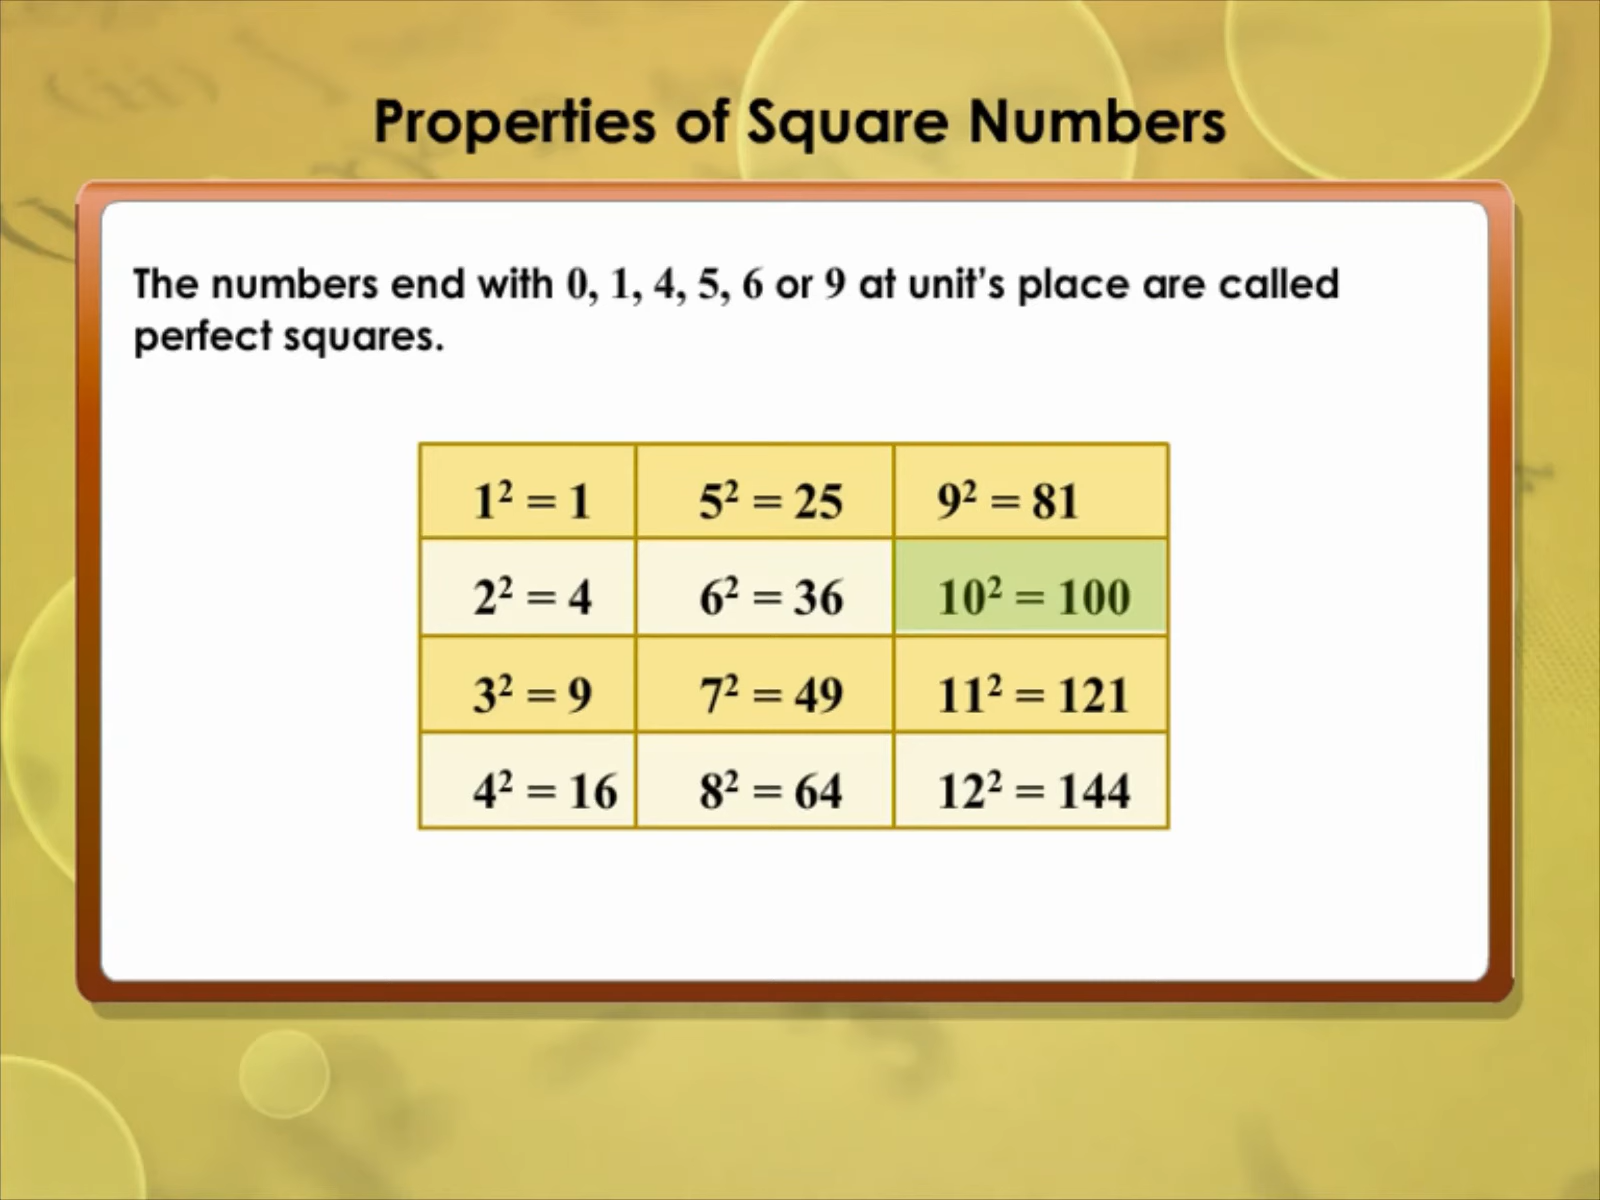 Properties of Square Numbers
The numbers end with 0, 1, 4, 5, 6 or 9 at unit's place are called
perfect squares.
1² = 1 5² = 25 9² = 81
2² = 4 6² = 36 10² = 100
3² = 9 7² = 49 11² = 121
4² = 16 8² = 64 12² = 144